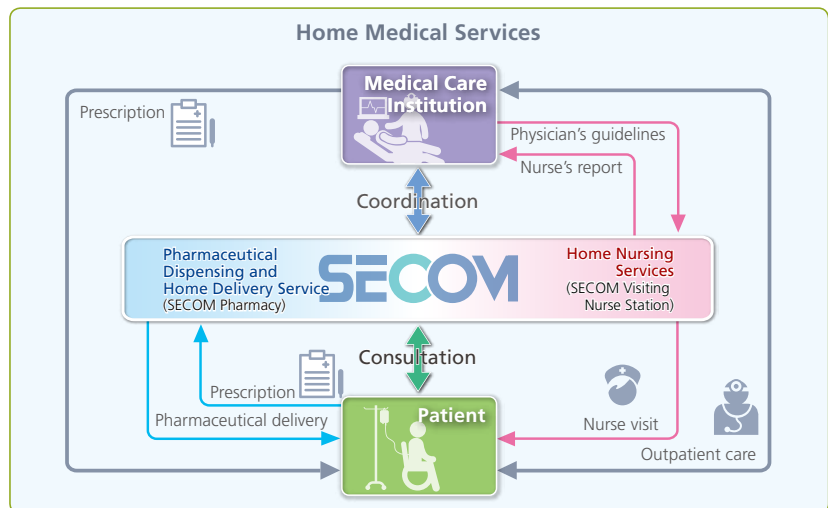 Home Medical Services
Medical Care
Institution
Prescription
Physician's guidelines
Nurse's report
Coordination
Pharmaceutical
Dispensing and
Home Delivery Service
(SECOM Pharmacy)
SECOM
Home Nursing
Services
(SECOM Visiting
Nurse Station)
Consultation
Prescription
Pharmaceutical delivery
Patient
Nurse visit
Outpatient care